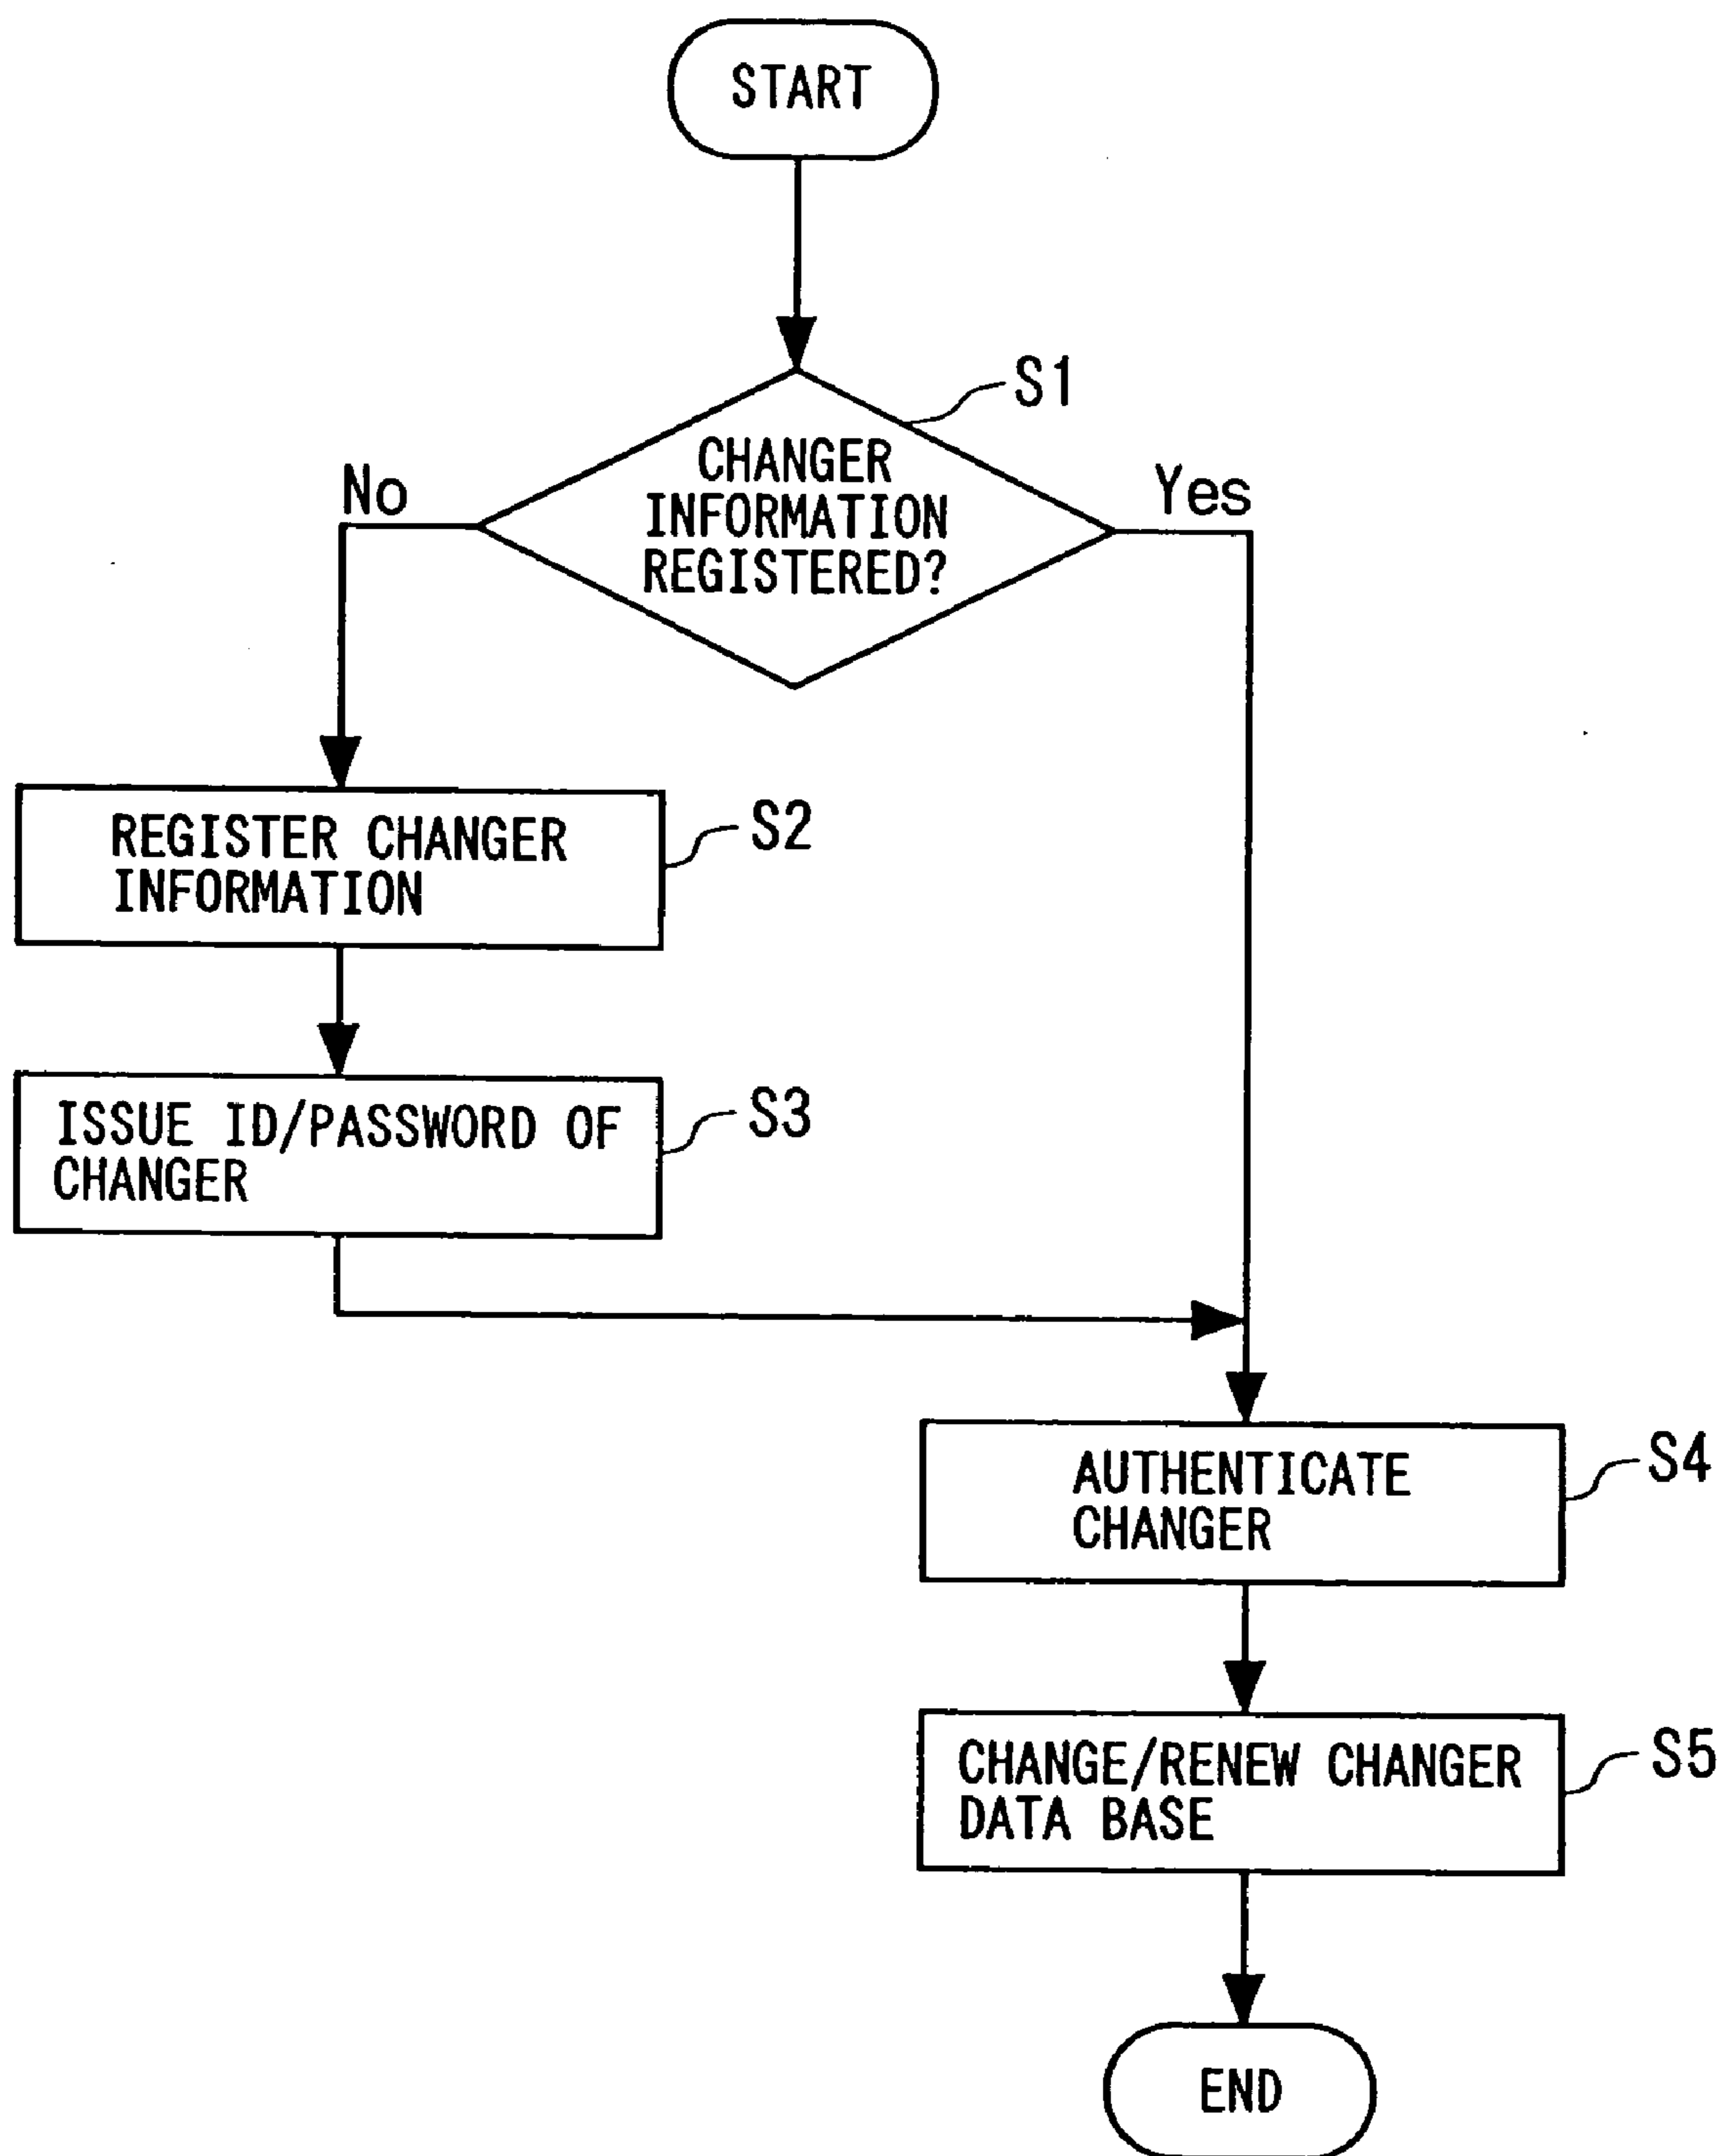 START
S1
CHANGER
INFORMATION
REGISTERED?
No
Yes
REGISTER CHANGER
INFORMATION
S2
ISSUE ID/PASSWORD OF
CHANGER
S3
AUTHENTICATE
CHANGER
S4
CHANGE/RENEW CHANGER
DATA BASE
S5
END